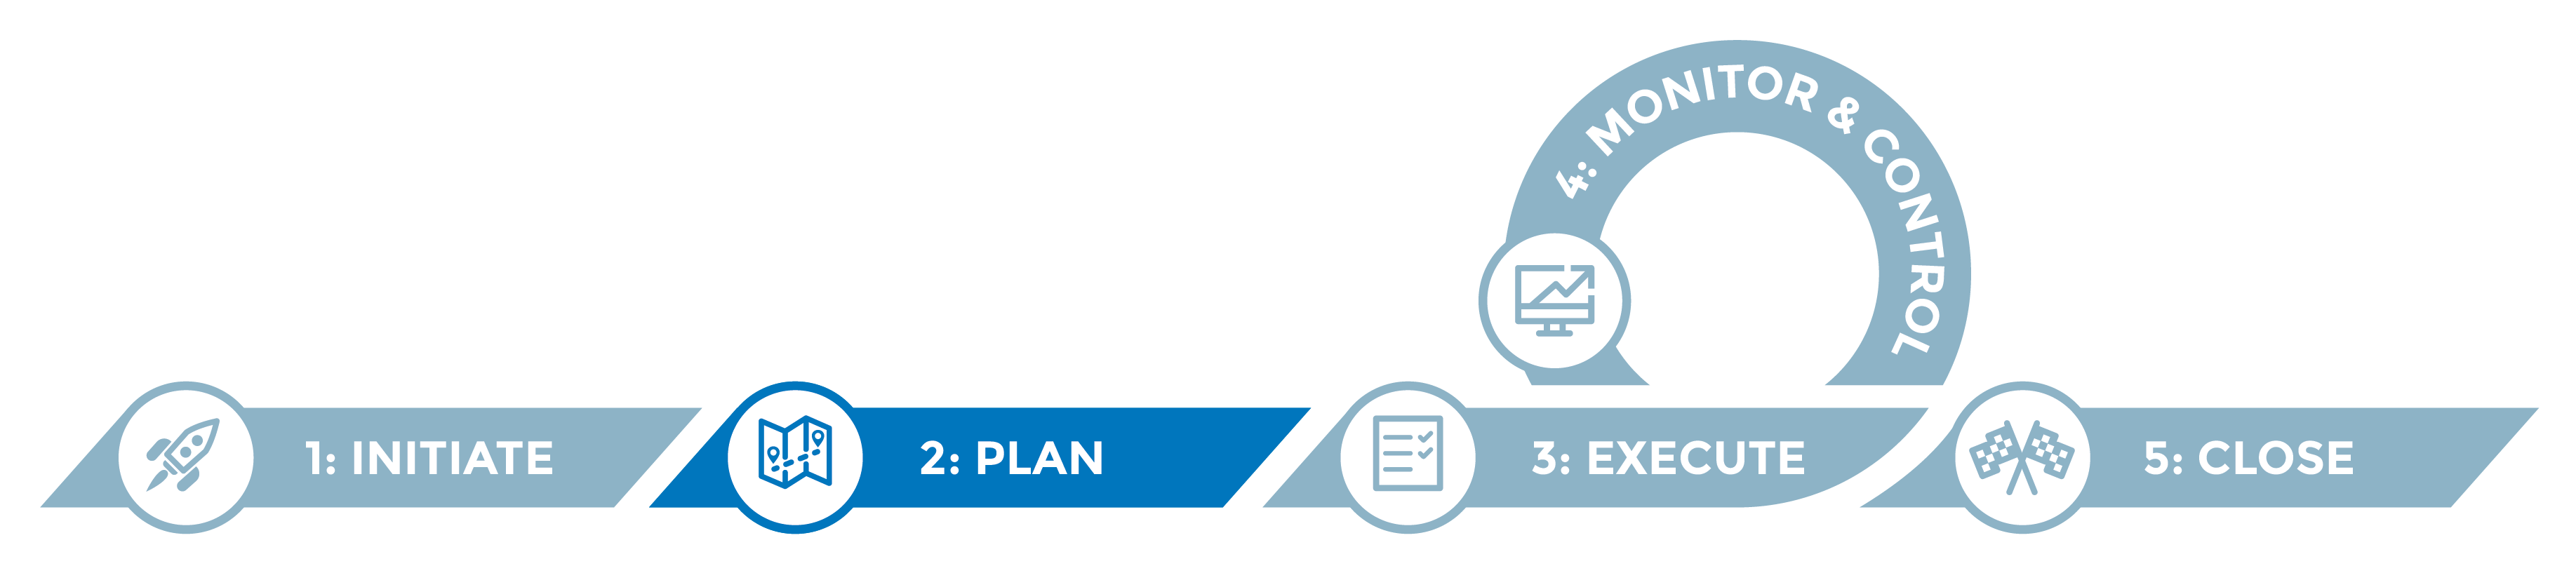 1: INITIATE
2: PLAN
3: EXECUTE
4: MONITOR & CONTROL
5: CLOSE